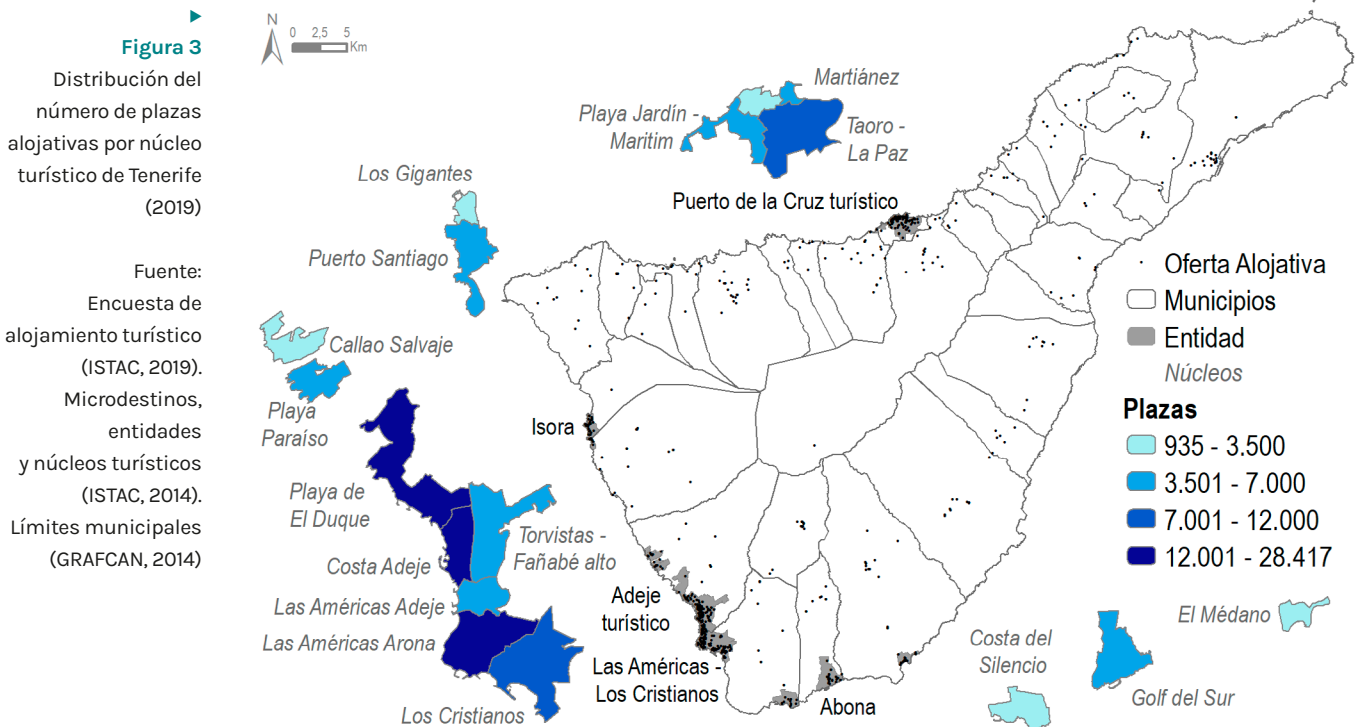 Figura 3
Distribución del
número de plazas
alojativas por núcleo
turístico de Tenerife
(2019)
Fuente:
Encuesta de
alojamiento turístico
(ISTAC, 2019).
Microdestinos,
entidades
y núcleos turísticos
(ISTAC, 2014).
Límites municipales
(GRAFCAN, 2014)
N
0 2,5 5
Km
Martiánez
Playa Jardín -
Maritim
Taoro -
La Paz
Puerto de la Cruz turístico
Los Gigantes
Puerto Santiago
Callao Salvaje
Playa
Paraíso
Isora
Playa de
El Duque
Torvistas -
Fañabé alto
Costa Adeje
Las Américas Adeje
Las Américas Arona
Los Cristianos
Adeje
turístico
Las Américas -
Los Cristianos
Abona
Costa del
Silencio
Golf del Sur
El Médano
Oferta Alojativa
Municipios
Entidad
Núcleos
Plazas
935 - 3.500
3.501 - 7.000
7.001 - 12.000
12.001 - 28.417